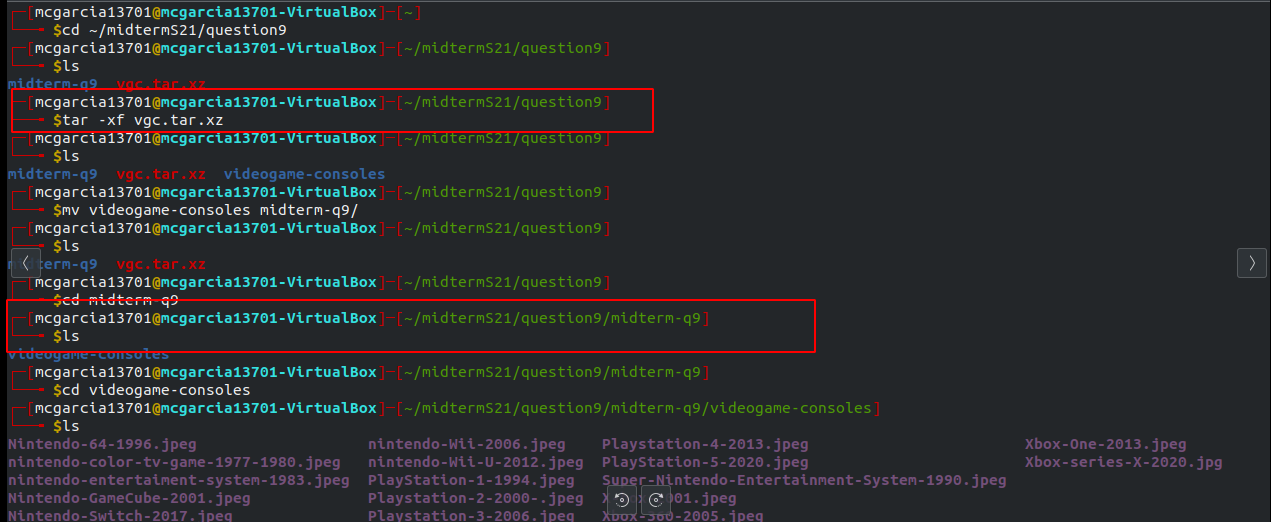 [mcgarcia13701@mcgarcia13701-VirtualBox]-[~]
$cd ~/midtermS21/question9
[mcgarcia13701@mcgarcia13701-VirtualBox]-[~/midtermS21/question9]
$ls
midterm-q9  vgc.tar.xz
[mcgarcia13701@mcgarcia13701-VirtualBox]-[~/midtermS21/question9]
$tar -xf vgc.tar.xz
[mcgarcia13701@mcgarcia13701-VirtualBox]-[~/midtermS21/question9]
$ls
midterm-q9  vgc.tar.xz  videogame-consoles
[mcgarcia13701@mcgarcia13701-VirtualBox]-[~/midtermS21/question9]
$mv videogame-consoles midterm-q9/
[mcgarcia13701@mcgarcia13701-VirtualBox]-[~/midtermS21/question9]
$ls
midterm-q9  vgc.tar.xz
[mcgarcia13701@mcgarcia13701-VirtualBox]-[~/midtermS21/question9]
$cd midterm-q9
[mcgarcia13701@mcgarcia13701-VirtualBox]-[~/midtermS21/question9/midterm-q9]
$ls
videogame-consoles
[mcgarcia13701@mcgarcia13701-VirtualBox]-[~/midtermS21/question9/midterm-q9]
$cd videogame-consoles
[mcgarcia13701@mcgarcia13701-VirtualBox]-[~/midtermS21/question9/midterm-q9/videogame-consoles]
$ls
Nintendo-64-1996.jpeg  nintendo-Wii-2006.jpeg  Playstation-4-2013.jpeg  Xbox-One-2013.jpeg
nintendo-color-tv-game-1977-1980.jpeg  nintendo-Wii-U-2012.jpeg  PlayStation-5-2020.jpeg  Xbox-series-X-2020.jpg
nintendo-entertaiment-system-1983.jpeg  PlayStation-1-1994.jpeg  Super-Nintendo-Entertainment-System-1990.jpeg
Nintendo-GameCube-2001.jpeg  Playstation-2-2000-.jpeg
Nintendo-Switch-2017.jpeg  Playstation-3-2006.jpeg  Xbox-360-2005.jpeg